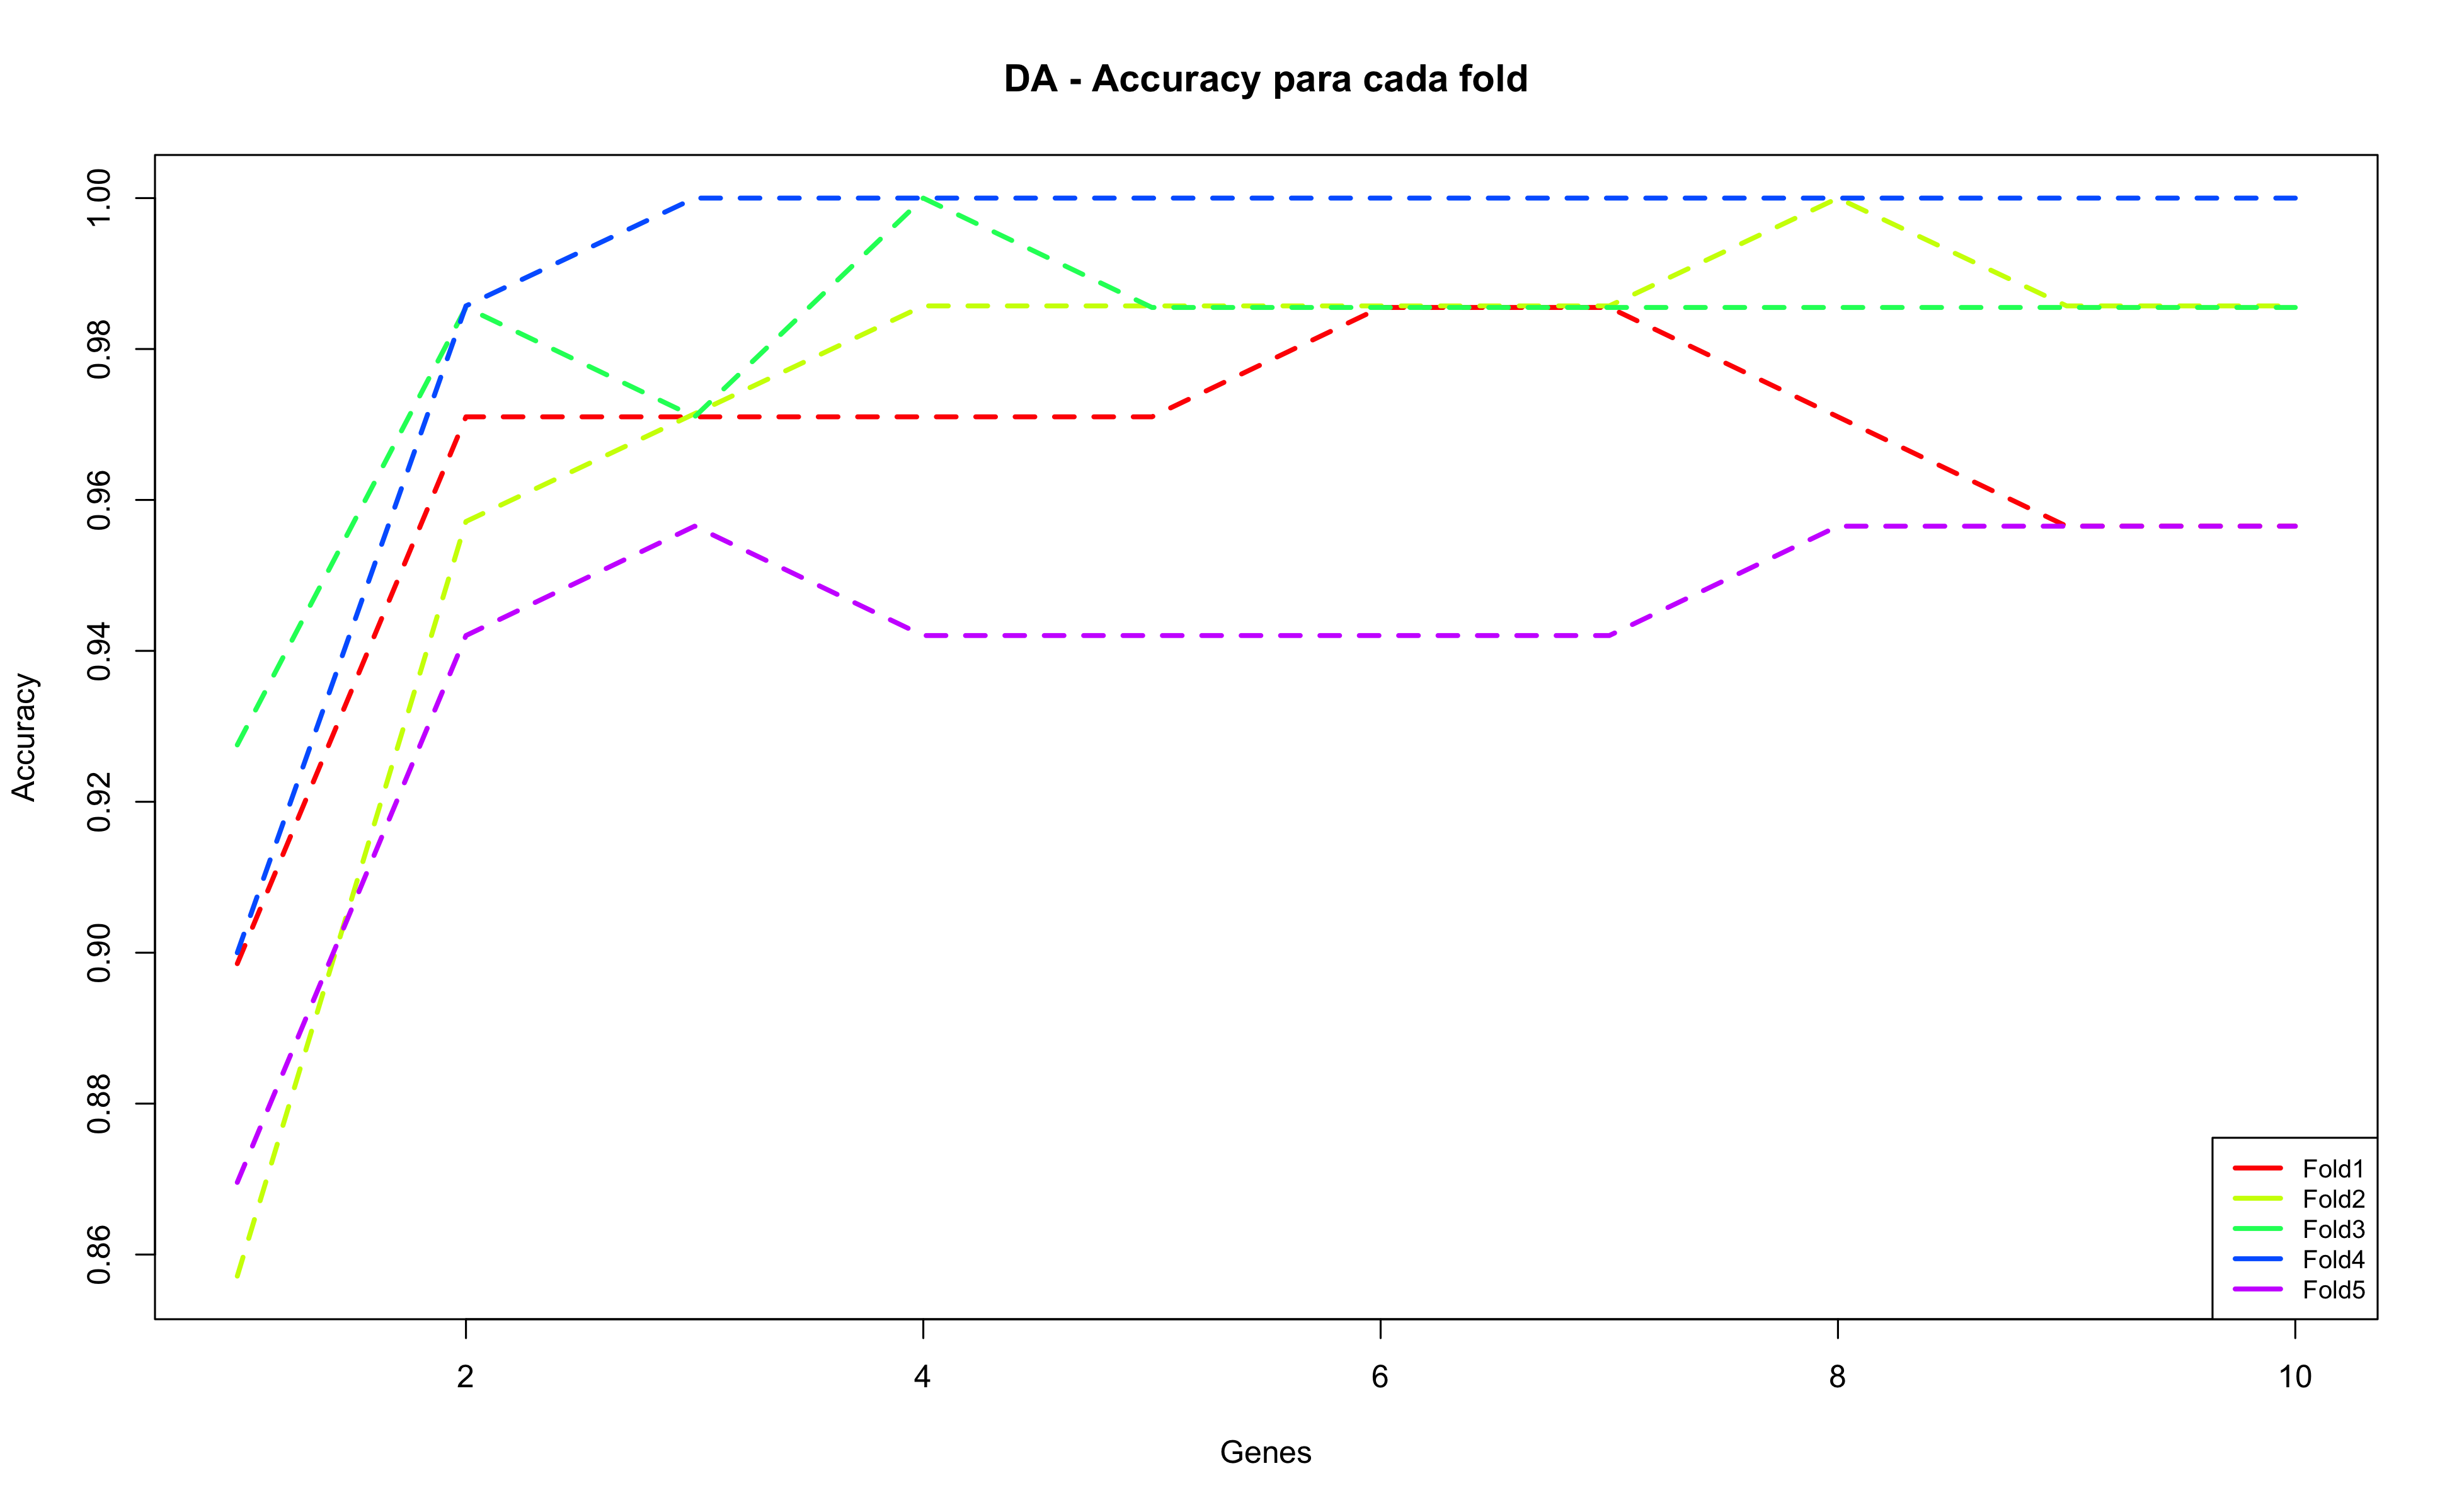 DA - Accuracy para cada fold
Accuracy
1.00
0.98
0.96
0.94
0.92
0.90
0.88
0.86
2
4
6
8
10
Genes
Fold1
Fold2
Fold3
Fold4
Fold5